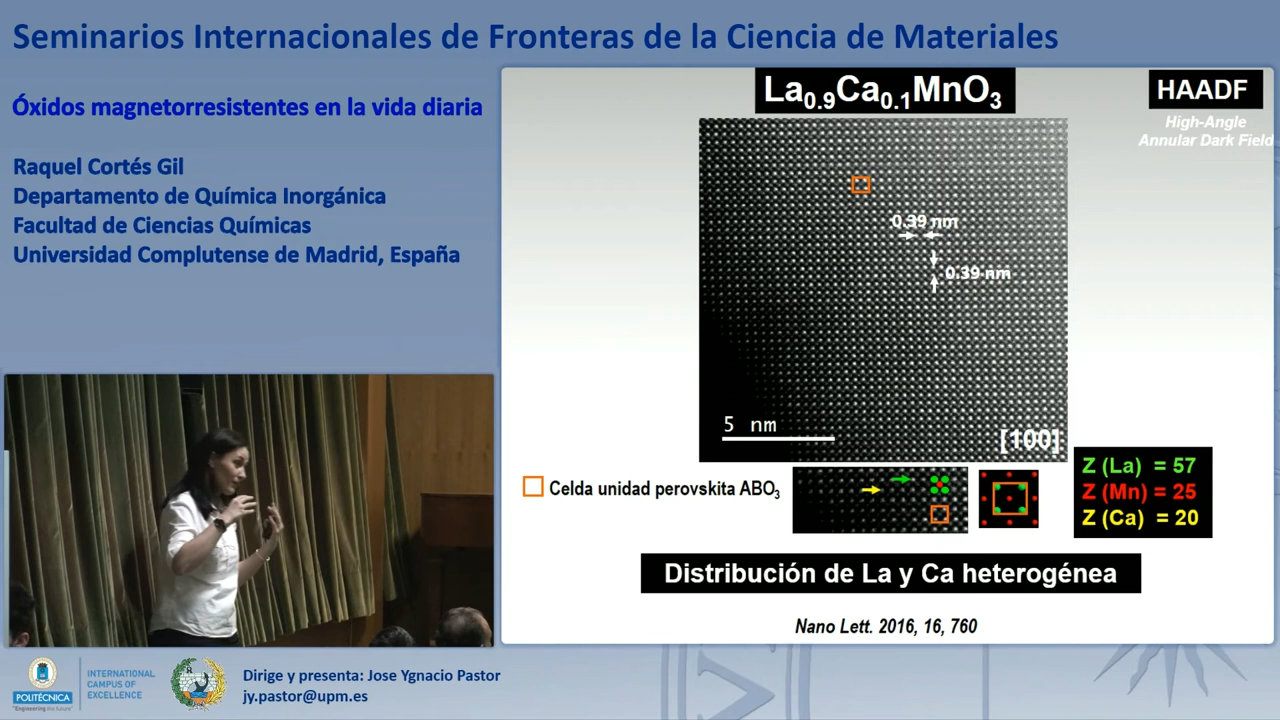 Seminarios Internacionales de Fronteras de la Ciencia de Materiales
Óxidos magnetorresistentes en la vida diaria
Raquel Cortés Gil
Departamento de Química Inorgánica
Facultad de Ciencias Químicas
Universidad Complutense de Madrid, España
La0.9Ca0.1MnO3
HAADF
High-Angle
Annular Dark Field
0.39 nm
0.39 nm
5 nm
[100]
Celda unidad perovskita ABO3
Z (La) = 57
Z (Mn) = 25
Z (Ca) = 20
Distribución de La y Ca heterogénea
Nano Lett. 2016, 16, 760
POLITÉCNICA
"Engineering the future"
INTERNATIONAL
CAMPUS OF
EXCELLENCE
Dirige y presenta: Jose Ygnacio Pastor
jy.pastor@upm.es